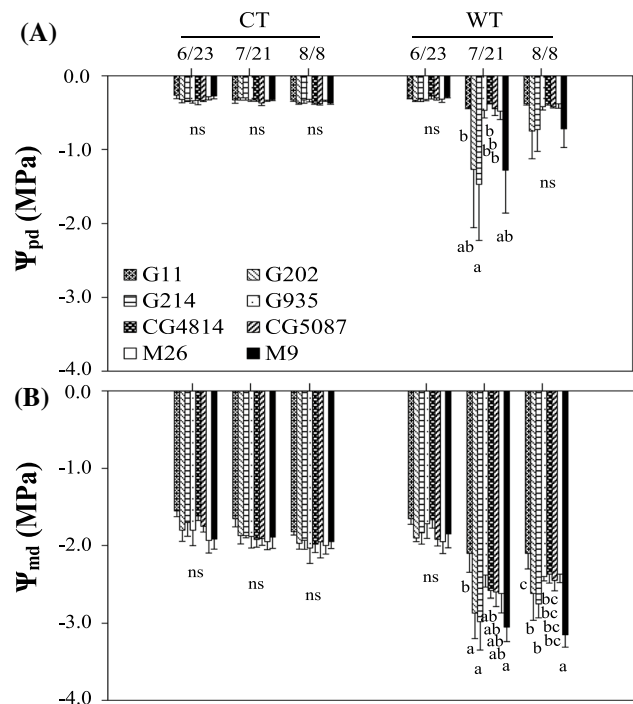 CT WT
(A) 6/23 7/21 8/8 6/23 7/21 8/8
0.0
-1.0
-2.0
-3.0
-4.0
Ψpd (MPa)
ns ns ns ns b ab a b b b ab ns
G11 G202
G214 G935
CG4814 CG5087
M26 M9
(B)
0.0
-1.0
-2.0
-3.0
-4.0
Ψmd (MPa)
ns ns ns ns b a a ab ab ab ab a c b b bc bc bc bc a